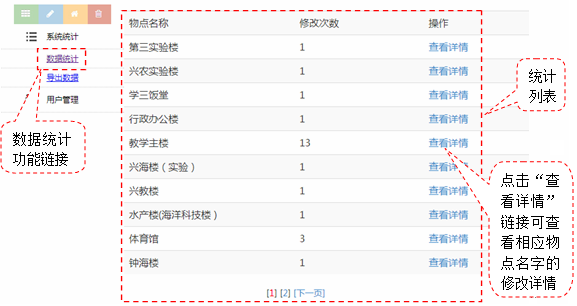 系统统计
数据统计
导出数据
用户管理
数据统计
功能链接
物点名称 修改次数 操作
第三实验楼 1 查看详情
兴农实验楼 1 查看详情
学三饭堂 1 查看详情
行政办公楼 1 查看详情
教学主楼 13 查看详情
兴海楼（实验） 1 查看详情
兴教楼 1 查看详情
水产楼(海洋科技楼） 1 查看详情
体育馆 3 查看详情
钟海楼 1 查看详情
[1] [2] [下一页]
统计
列表
点击“查
看详情”
链接可查
看相应物
点名字的
修改详情